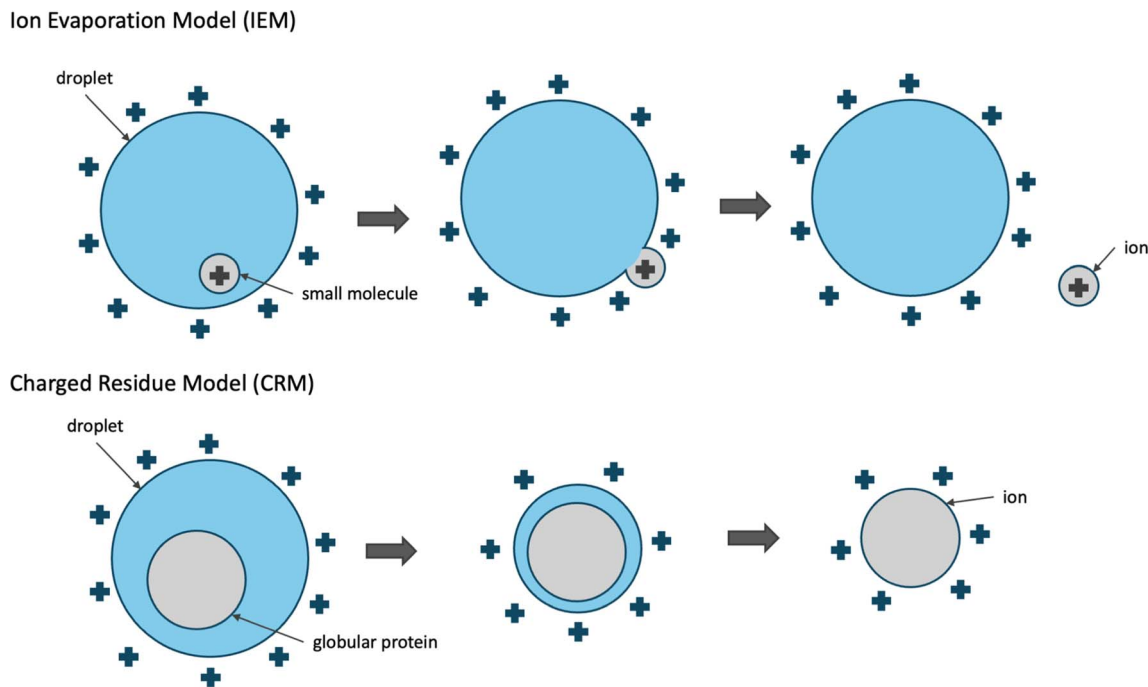 Ion Evaporation Model (IEM)
droplet
small molecule
ion
Charged Residue Model (CRM)
droplet
ion
globular protein